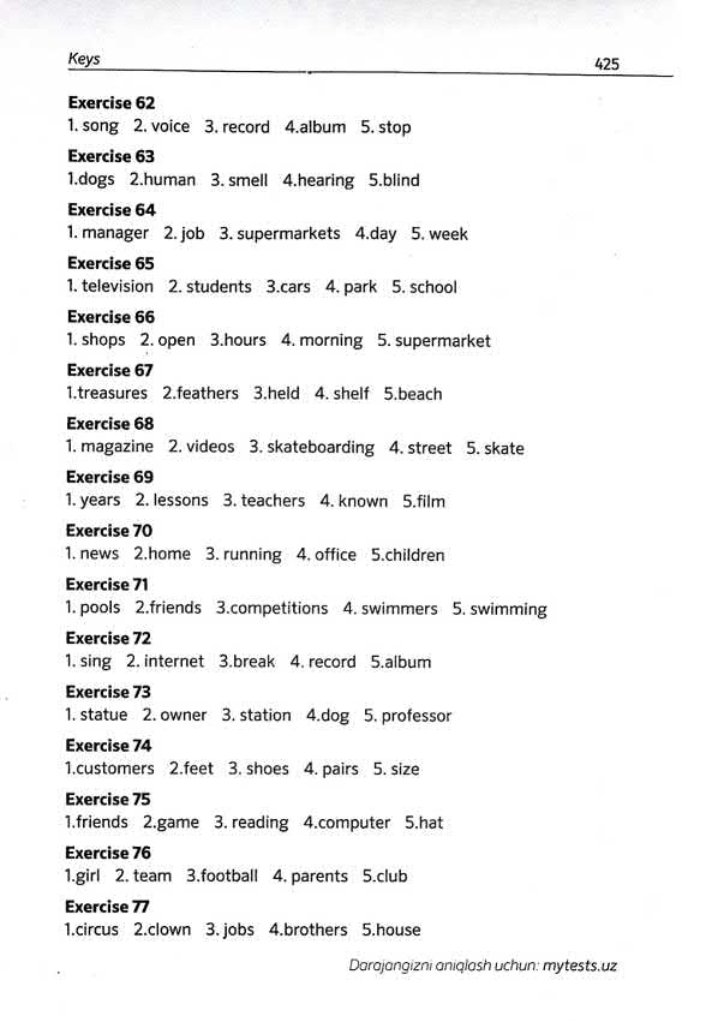 Keys 425
Exercise 62
1. song 2. voice 3. record 4.album 5. stop
Exercise 63
1.dogs 2.human 3. smell 4.hearing 5.blind
Exercise 64
1. manager 2. job 3. supermarkets 4.day 5. week
Exercise 65
1. television 2. students 3.cars 4. park 5. school
Exercise 66
1. shops 2. open 3.hours 4. morning 5. supermarket
Exercise 67
1.treasures 2.feathers 3.held 4. shelf 5.beach
Exercise 68
1. magazine 2. videos 3. skateboarding 4. street 5. skate
Exercise 69
1. years 2. lessons 3. teachers 4. known 5.film
Exercise 70
1. news 2.home 3. running 4. office 5.children
Exercise 71
1. pools 2.friends 3.competitions 4. swimmers 5. swimming
Exercise 72
1. sing 2. internet 3.break 4. record 5.album
Exercise 73
1. statue 2. owner 3. station 4.dog 5. professor
Exercise 74
1.customers 2.feet 3. shoes 4. pairs 5. size
Exercise 75
1.friends 2.game 3. reading 4.computer 5.hat
Exercise 76
1.girl 2. team 3.football 4. parents 5.club
Exercise 77
1.circus 2.clown 3. jobs 4.brothers 5.house
Darajangizni aniqlash uchun: mytests.uz